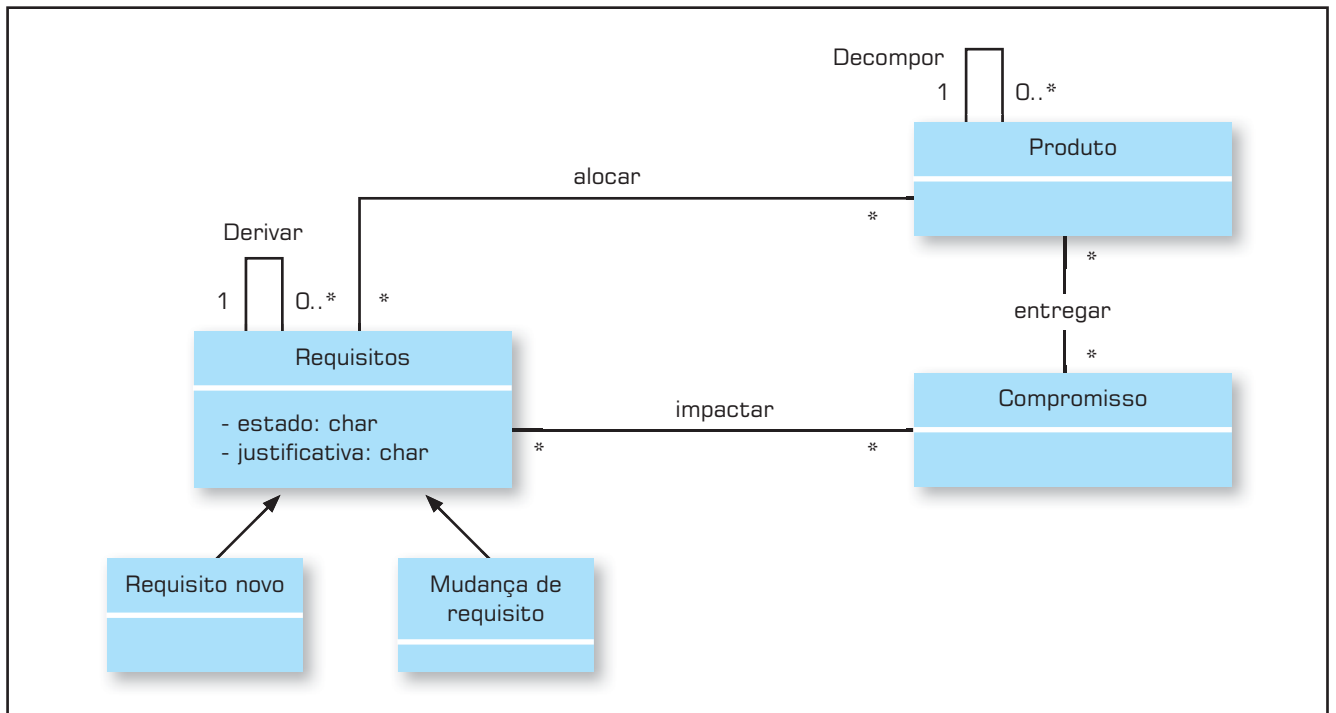 Decompor
1 0..*
Produto
alocar
*
Derivar
1 0..* *
*
entregar
*
Requisitos
- estado: char
- justificativa: char
impactar
* *
Compromisso
Requisito novo
Mudança de
requisito